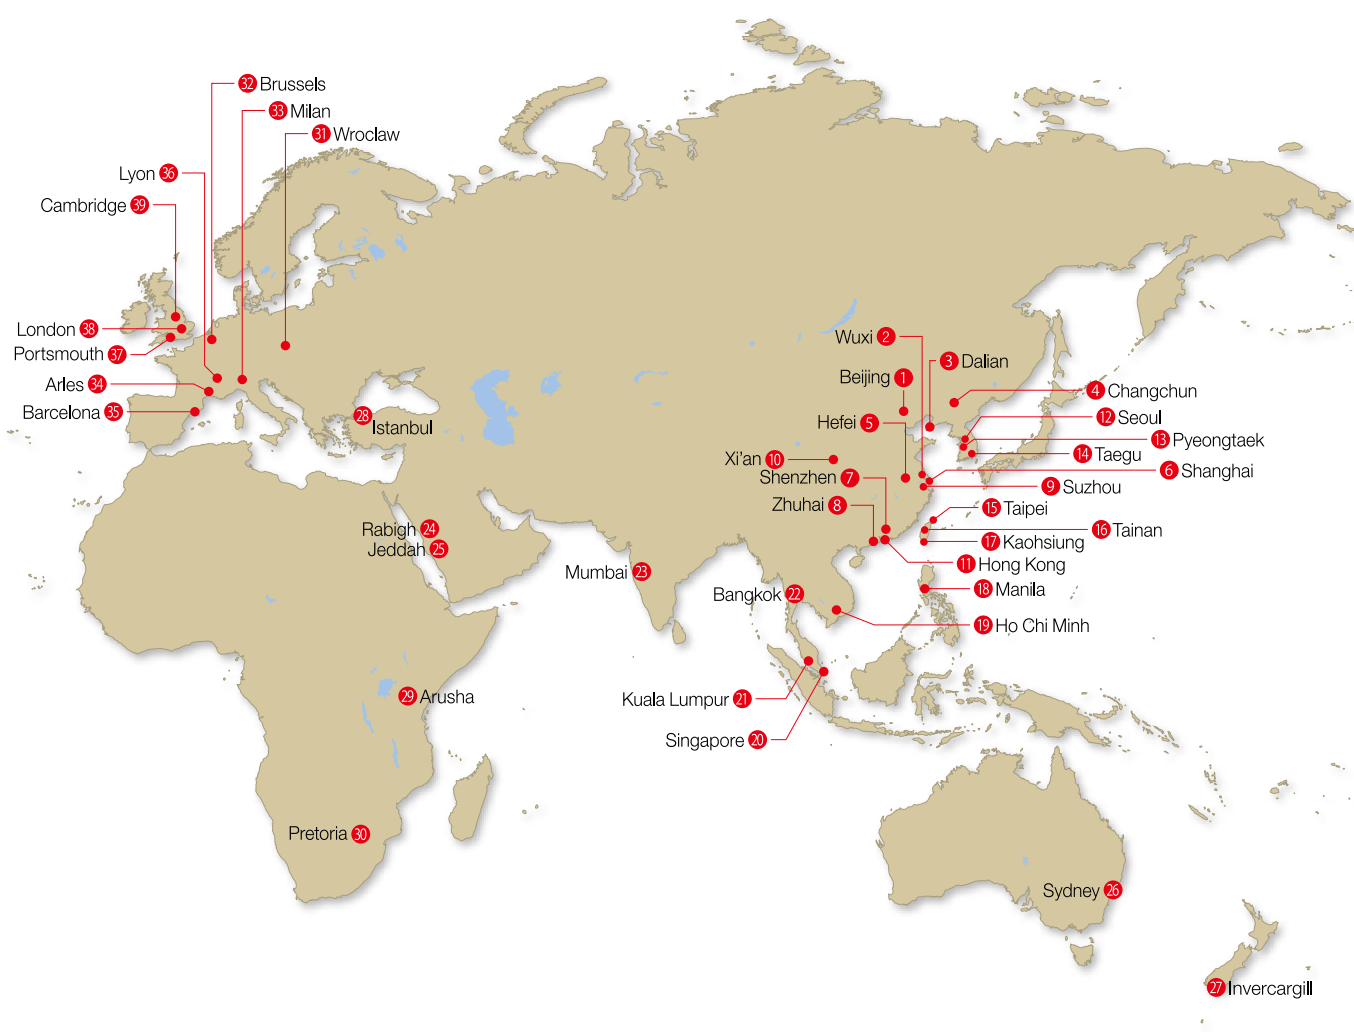 32 Brussels
33 Milan
31 Wroclaw
Lyon 36
Cambridge 39
London 38
Portsmouth 37
Arles 34
Barcelona 35
28
Istanbul
Wuxi 2
3 Dalian
Beijing 1
4 Changchun
12 Seoul
Hefei 5
13 Pyeongtaek
14 Taegu
Xi'an 10
6 Shanghai
Shenzhen 7
9 Suzhou
Zhuhai 8
15 Taipei
Rabigh 24
16 Tainan
17 Kaohsiung
Jeddah 25
11 Hong Kong
Mumbai 23
18 Manila
Bangkok 22
19 Ho Chi Minh
29 Arusha
Kuala Lumpur 21
Singapore 20
Pretoria 30
Sydney 26
27 Invercargill